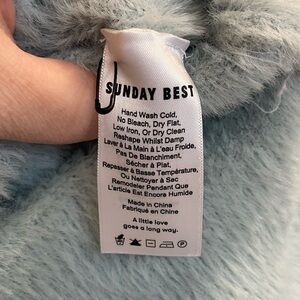 SUNDAY BEST
Hand Wash Cold,
No Bleach, Dry Flat,
Low Iron, Or Dry Clean
Reshape Whilst Damp
Laver à La Main à L'eau Froide,
Pas De Blanchiment,
Sécher à Plat,
Repasser à Basse Température,
Ou Nettoyer à Sec
Remodeler Pendant Que
L'article Est Encore Humide
Made in China
Fabriqué en Chine
A little love
goes a long way.